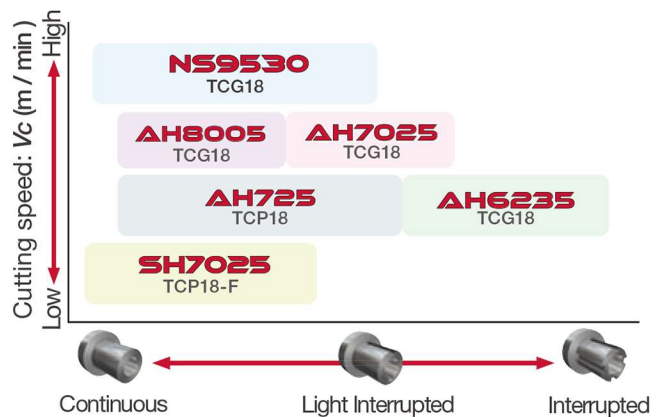 Cutting speed: Vc (m / min)
High
Low
NS9530
TCG18
AH8005
TCG18
AH7025
TCG18
AH725
TCP18
AH6235
TCG18
SH7025
TCP18-F
Continuous
Light Interrupted
Interrupted